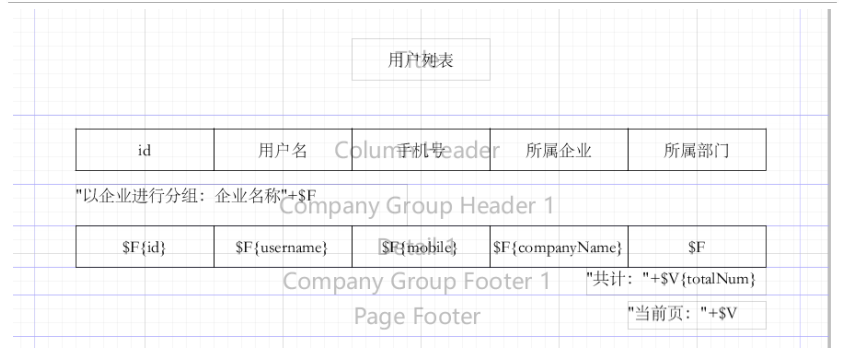 Title
用户列表
Column Header
id 用户名 手机号 所属企业 所属部门
"以企业进行分组：企业名称"+$F
Company Group Header 1
Detail 1
$F{id} $F{username} $F{mobile} $F{companyName} $F
Company Group Footer 1
"共计："+$V{totalNum}
Page Footer
"当前页："+$V